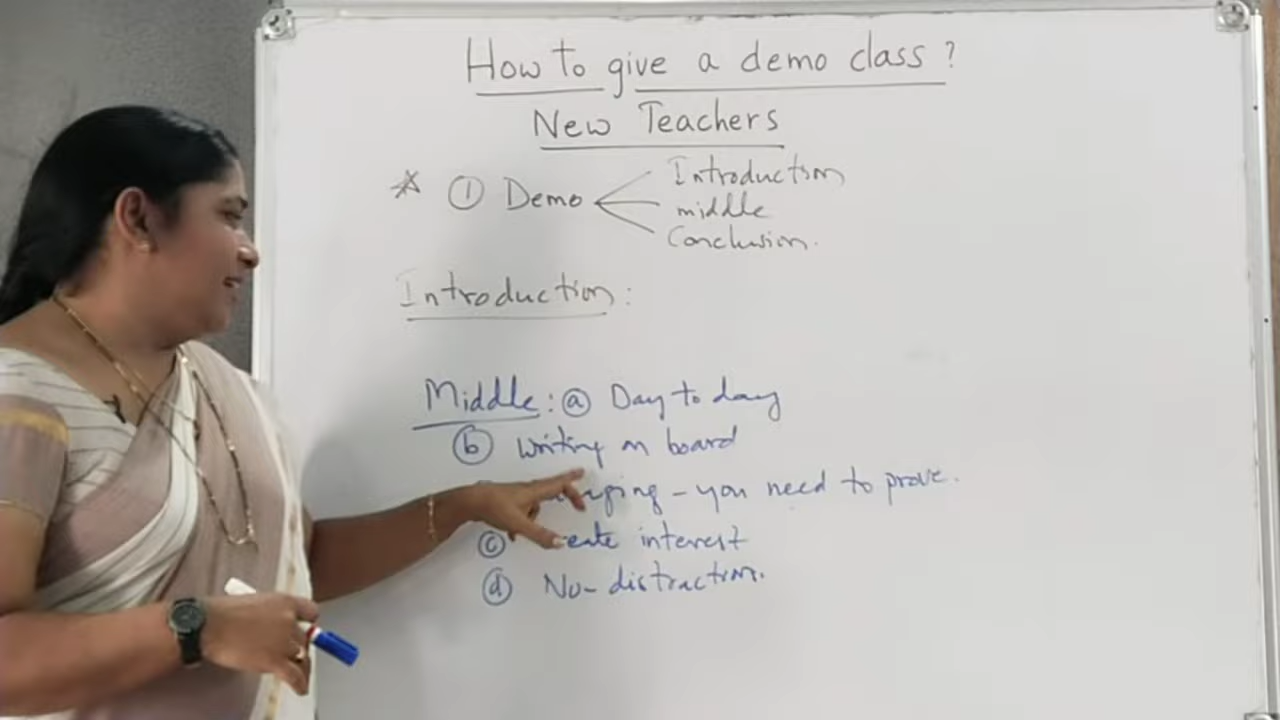 How to give a demo class ?
New Teachers
① Demo
Introduction
middle
Conclusion.
Introduction :
Middle : ⓐ Day to day
ⓑ Writing on board
- you need to prove.
ⓒ interest
ⓓ No- distraction.